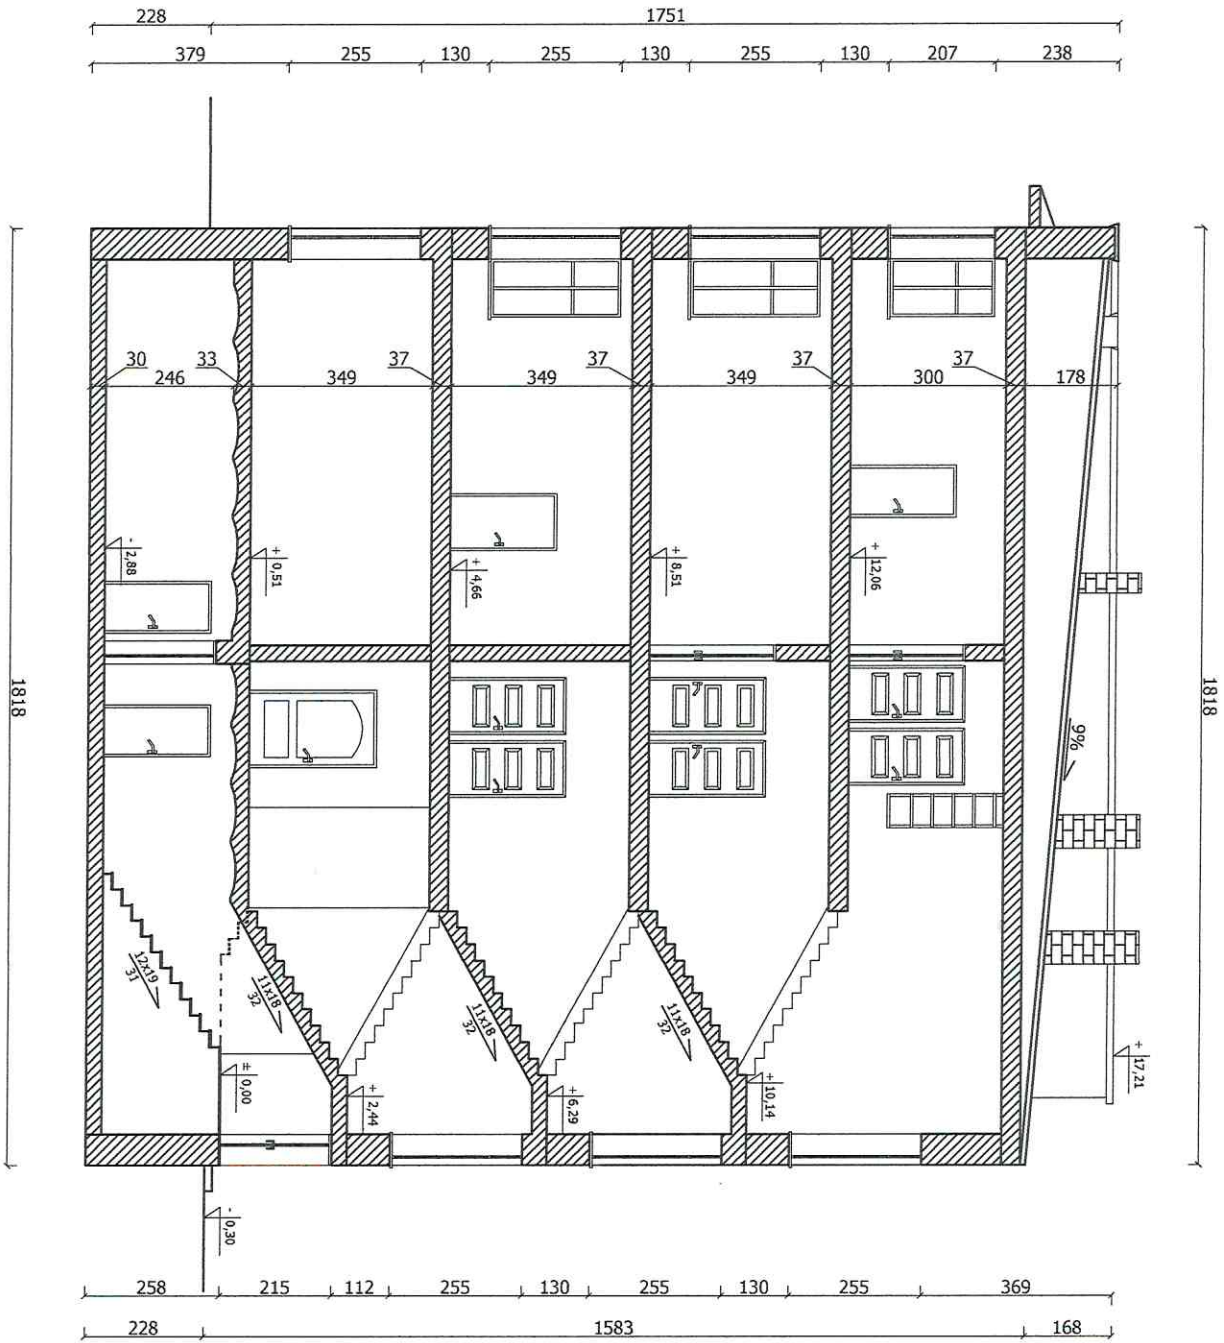 228 1751
379 255 130 255 130 255 130 207 238
30 33 37 37 37 37
246 349 349 349 300 178
- 2,88
+ 0,51
+ 4,66
+ 8,51
+ 12,06
1818
1818
9%
12x19
31
11x18
32
11x18
32
11x18
32
± 0,00
+ 2,44
+ 6,29
+ 10,14
+ 17,21
- 0,30
258 215 112 255 130 255 130 255 369
228 1583 168